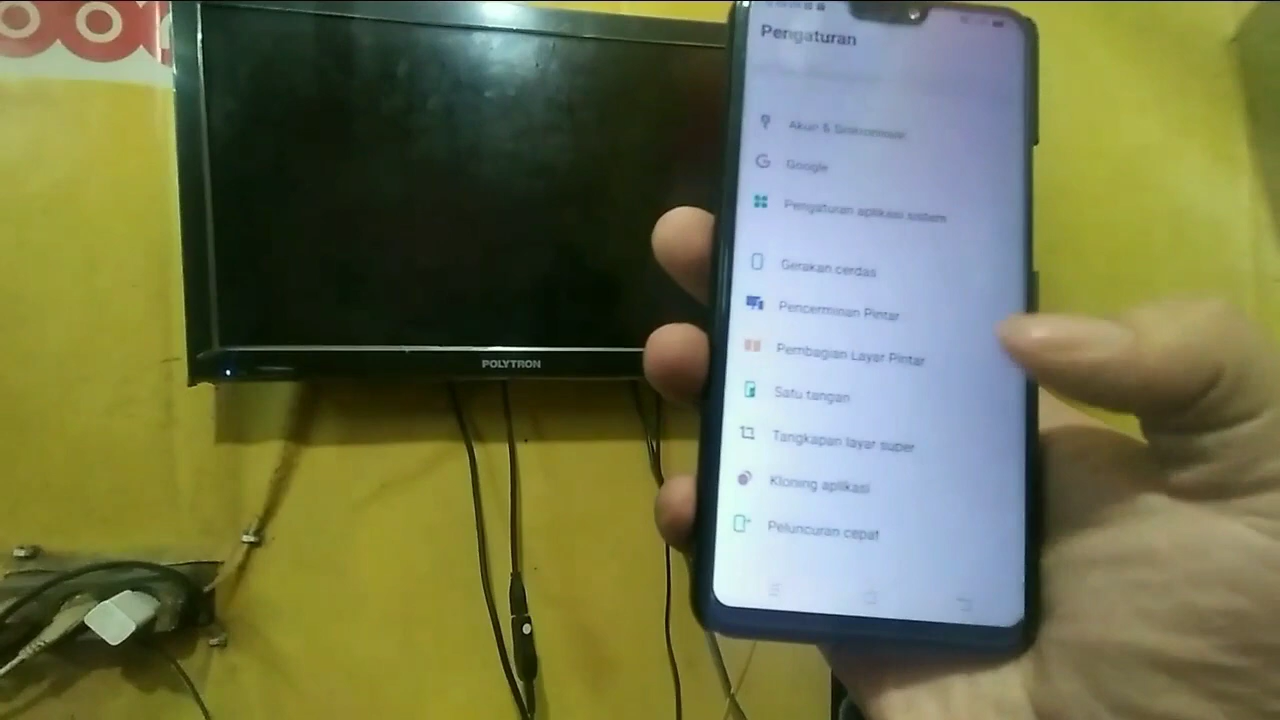 Pengaturan
Akun & Sinkronisasi
Google
Pengaturan aplikasi sistem
Gerakan cerdas
Pencerminan Pintar
Pembagian Layar Pintar
Satu tangan
Tangkapan layar super
Kloning aplikasi
Peluncuran cepat
POLYTRON